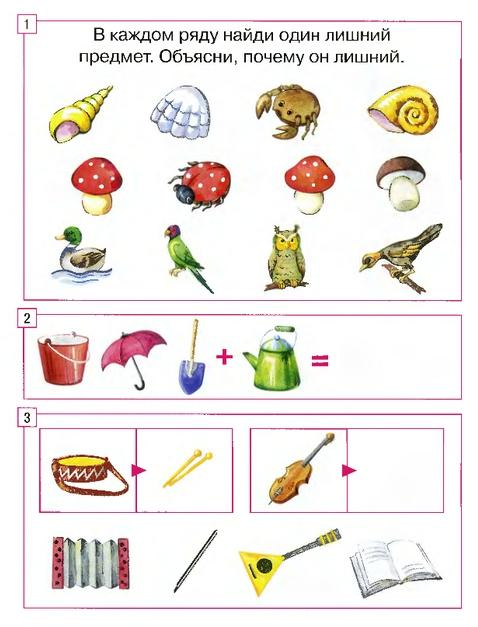 1
В каждом ряду найди один лишний
предмет. Объясни, почему он лишний.
2
+ =
3